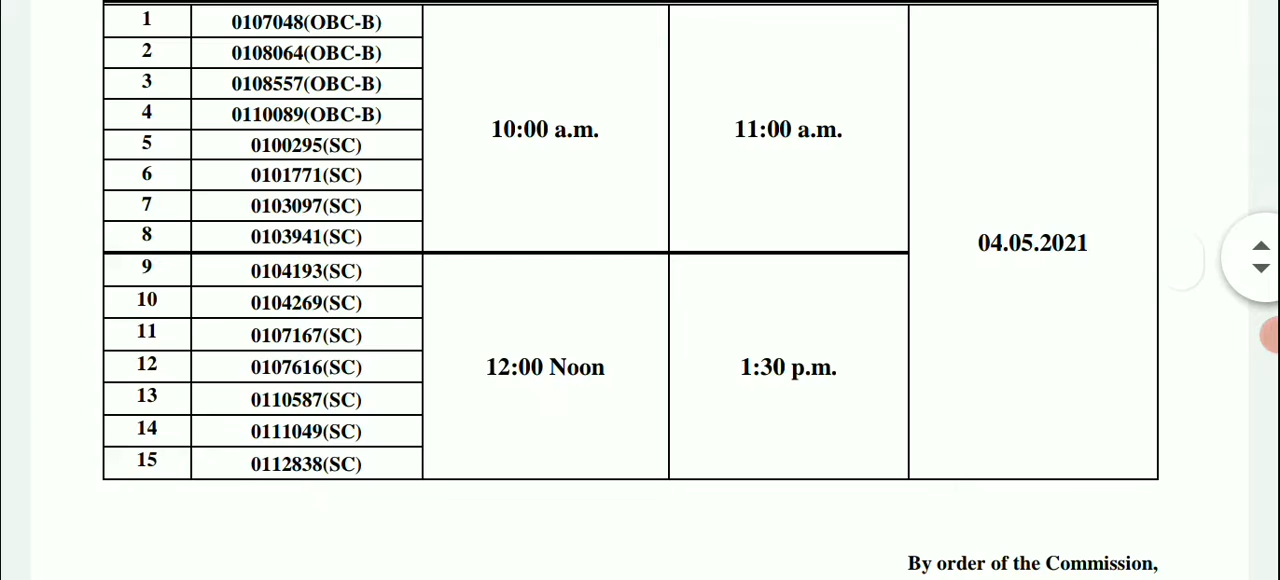 1 0107048(OBC-B)
2 0108064(OBC-B)
3 0108557(OBC-B)
4 0110089(OBC-B)
10:00 a.m. 11:00 a.m.
5 0100295(SC)
6 0101771(SC)
7 0103097(SC)
8 0103941(SC)
04.05.2021
9 0104193(SC)
10 0104269(SC)
11 0107167(SC)
12 0107616(SC)
12:00 Noon 1:30 p.m.
13 0110587(SC)
14 0111049(SC)
15 0112838(SC)
By order of the Commission,